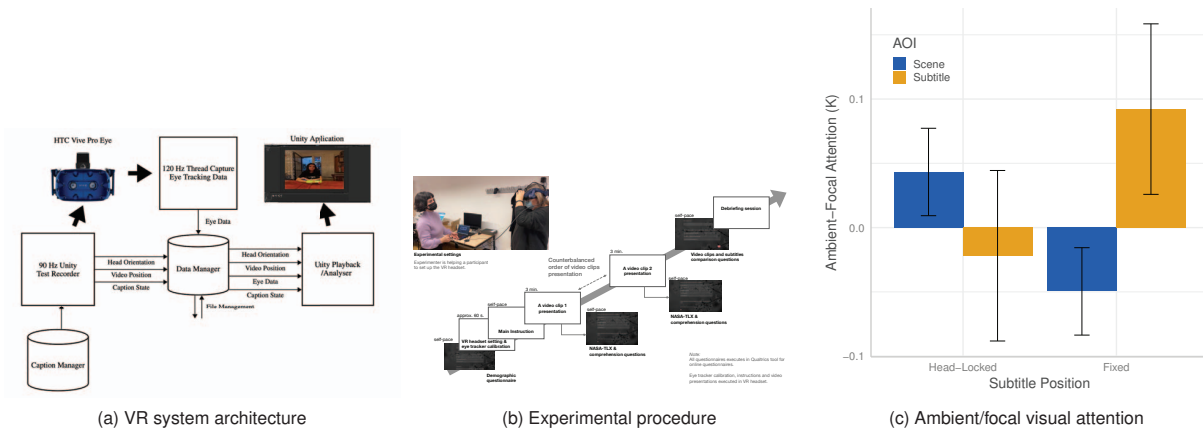 HTC Vive Pro Eye
120 Hz Thread Capture
Eye Tracking Data
Unity Aplication
Eye Data
90 Hz Unity
Test Recorder
Head Orientation
Video Position
Caption State
Data Manager
Head Orientation
Video Position
Eye Data
Caption State
Unity Playback
/Analyser
File Management
Caption Manager
(a) VR system architecture
Experimental settings
Experimenter is helping a participant
to set up the VR headset
self-pace
Demographic
questionnaire
approx. 60 s.
VR headset setting &
eye tracker calibration
self-pace
Main Instruction
3 min.
A video clip 1
presentation
self-pace
NASA-TLX &
comprehension questions
Counterbalanced
order of video clips
presentation
3 min.
A video clip 2
presentation
self-pace
NASA-TLX &
comprehension questions
self-pace
Video clips and subtitles
comparison questions
Debriefing session
Note:
All questionnaires executes in Qualtrics tool for
online questionnaires.
Eye tracker calibration, instructions and video
presentations executed in VR headset.
(b) Experimental procedure
AOI
Scene
Subtitle
Ambient−Focal Attention (K)
0.1
0.0
−0.1
Head−Locked
Fixed
Subtitle Position
(c) Ambient/focal visual attention